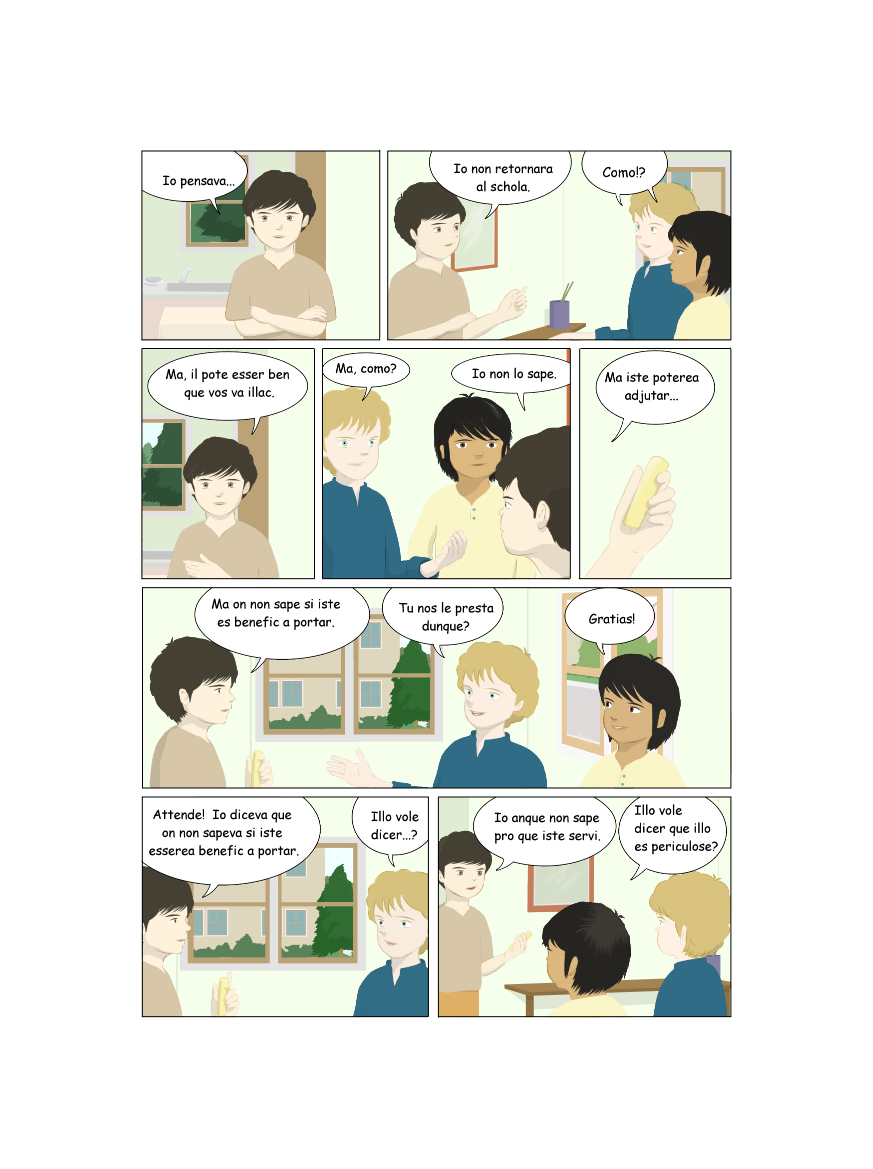 Io pensava...
Io non retornara
al schola.
Como!?
Ma, il pote esser ben
que vos va illac.
Ma, como?
Io non lo sape.
Ma iste poterea
adjutar...
Ma on non sape si iste
es benefic a portar.
Tu nos le presta
dunque?
Gratias!
Attende! Io diceva que
on non sapeva si iste
esserea benefic a portar.
Illo vole
dicer...?
Io anque non sape
pro que iste servi.
Illo vole
dicer que illo
es periculose?